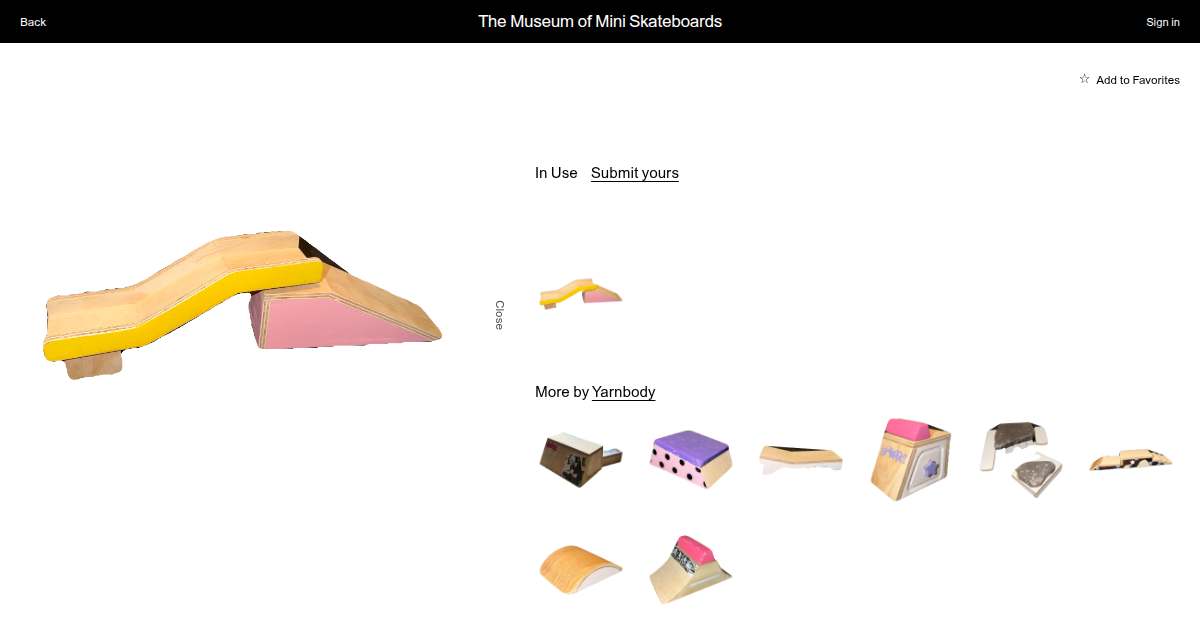 Back
The Museum of Mini Skateboards
Sign in
☆ Add to Favorites
In Use Submit yours
Close
More by Yarnbody